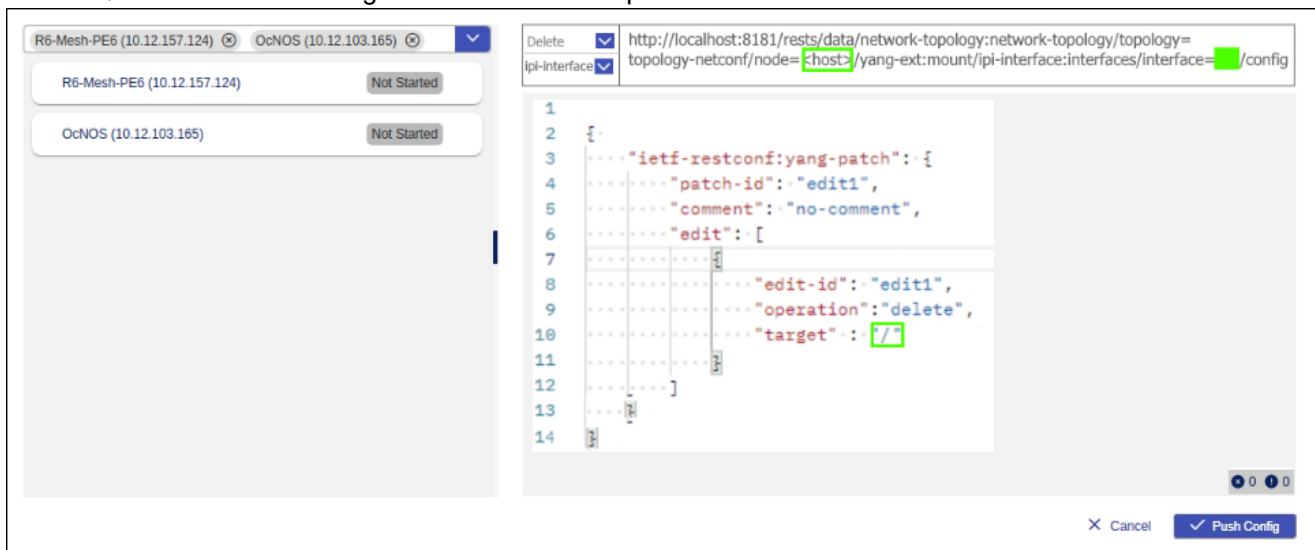 R6-Mesh-PE6 (10.12.157.124) OcNOS (10.12.103.165)
R6-Mesh-PE6 (10.12.157.124) Not Started
OcNOS (10.12.103.165) Not Started
Delete
ipi-interface
http://localhost:8181/rests/data/network-topology:network-topology/topology=
topology-netconf/node=<host>/yang-ext:mount/ipi-interface:interfaces/interface= /config
1
2 {
3 "ietf-restconf:yang-patch": {
4 "patch-id": "edit1",
5 "comment": "no-comment",
6 "edit": [
7 {
8 "edit-id": "edit1",
9 "operation":"delete",
10 "target" : "/"
11 }
12 ]
13 }
14 }
0 0
Cancel Push Config